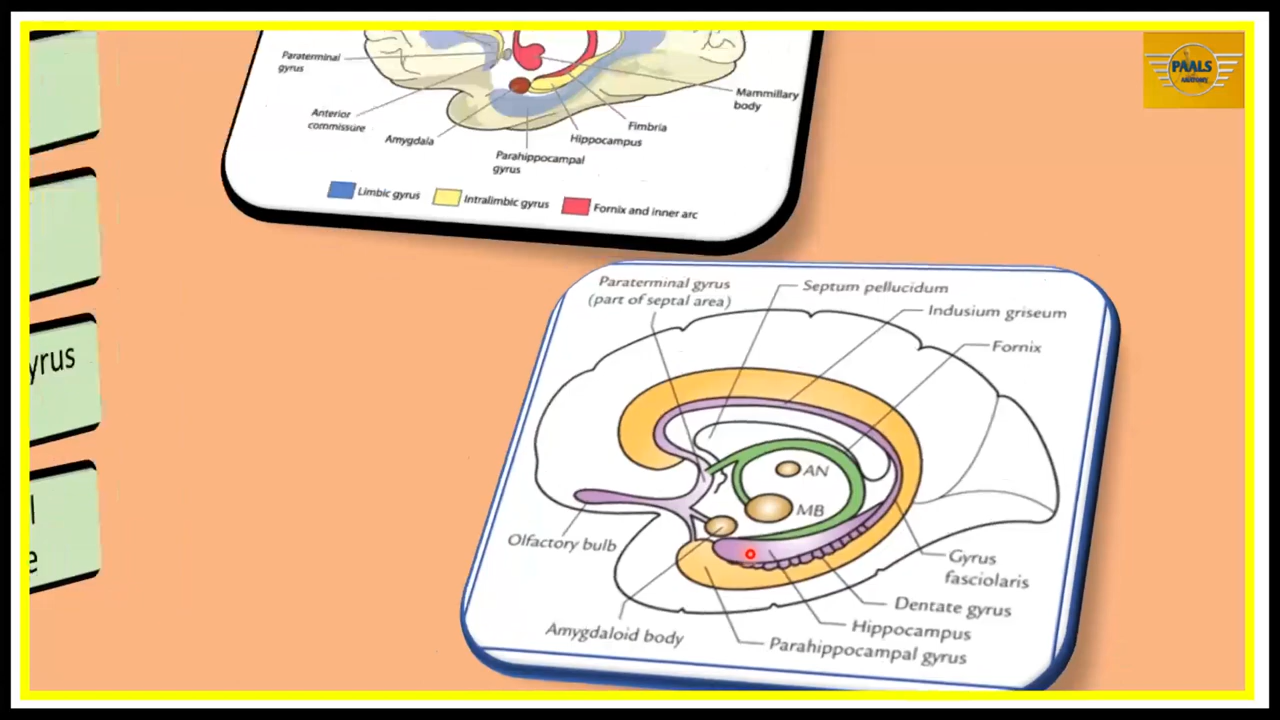 PAALS
ANATOMY
Paraterminal
gyrus
Anterior
commissure
Amygdala
Parahippocampal
gyrus
Hippocampus
Fimbria
Mammillary
body
Limbic gyrus
Intralimbic gyrus
Fornix and inner arc
yrus
l
e
Paraterminal gyrus
(part of septal area)
Septum pellucidum
Indusium griseum
Fornix
AN
MB
Olfactory bulb
Gyrus
fasciolaris
Dentate gyrus
Hippocampus
Amygdaloid body
Parahippocampal gyrus